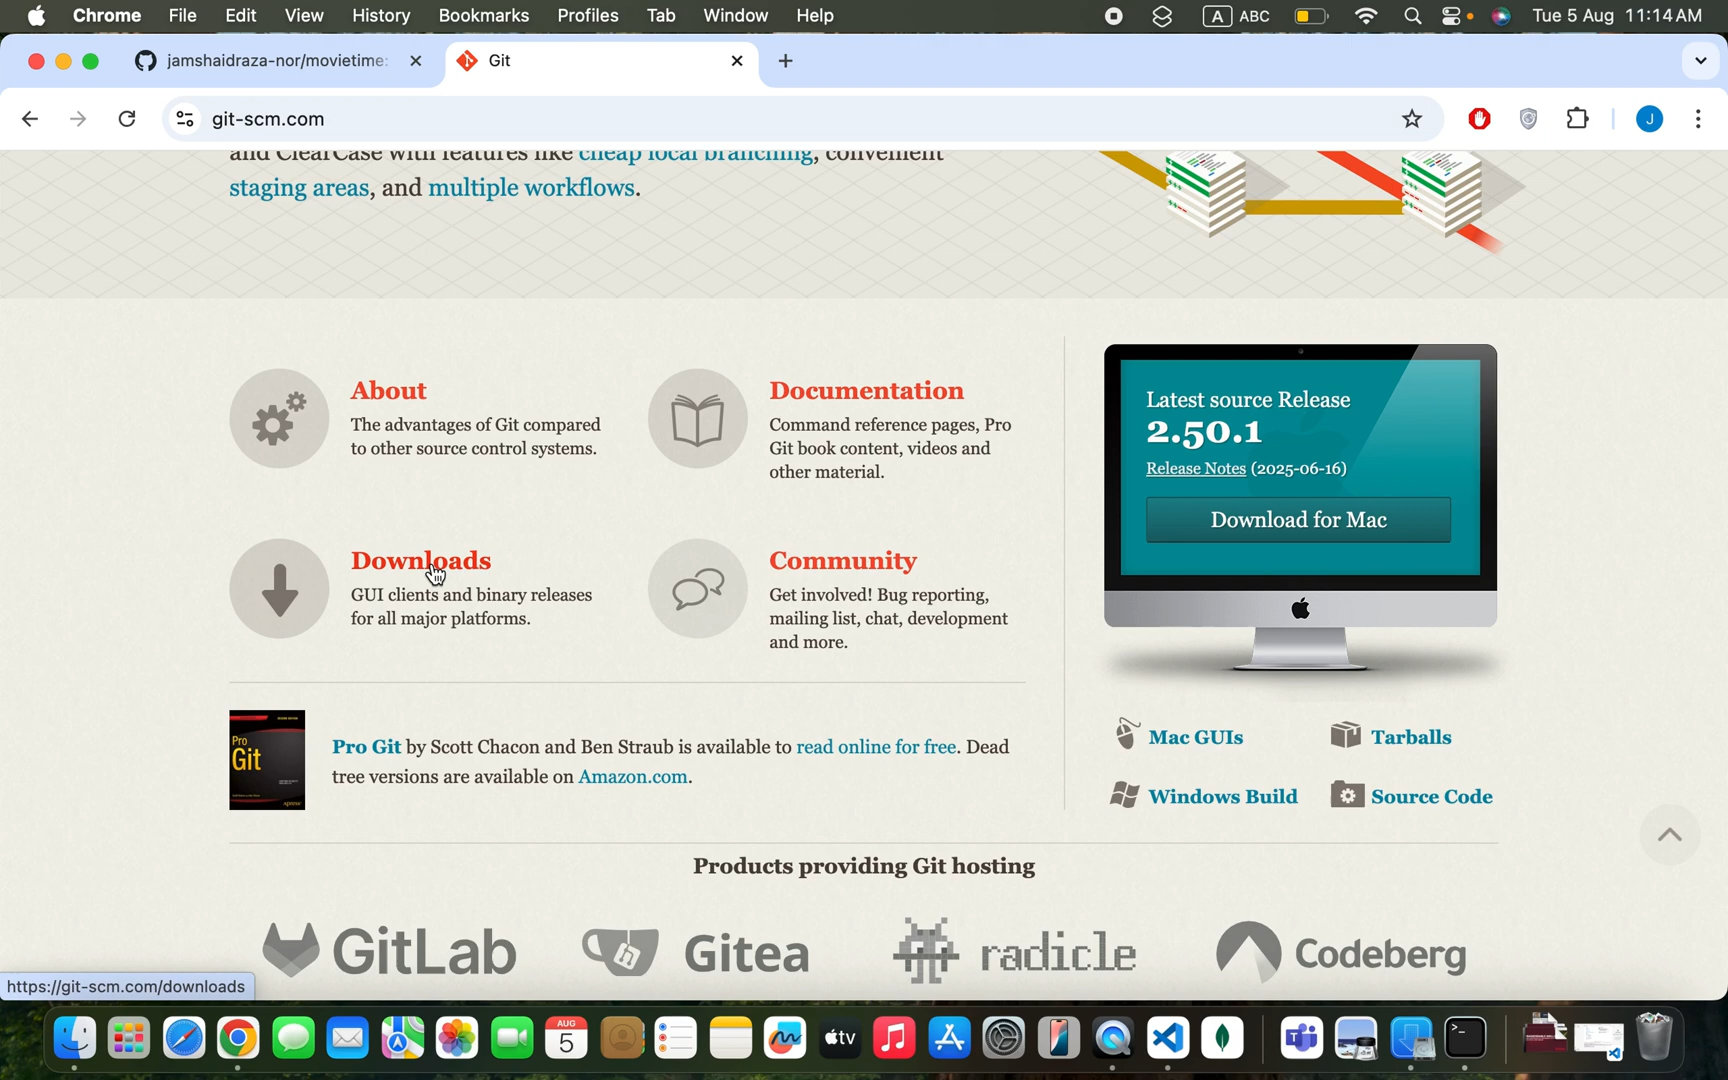 Chrome File Edit View History Bookmarks Profiles Tab Window Help A ABC Tue 5 Aug 11:14 AM
jamshaidraza-nor/movietime: Git
git-scm.com J
and ClearCase with features like cheap local branching, convenient
staging areas, and multiple workflows.
About
The advantages of Git compared
to other source control systems.
Documentation
Command reference pages, Pro
Git book content, videos and
other material.
Downloads
GUI clients and binary releases
for all major platforms.
Community
Get involved! Bug reporting,
mailing list, chat, development
and more.
Latest source Release
2.50.1
Release Notes (2025-06-16)
Download for Mac
Mac GUIs Tarballs
Windows Build Source Code
Pro
Git
Pro Git by Scott Chacon and Ben Straub is available to read online for free. Dead
tree versions are available on Amazon.com.
Products providing Git hosting
GitLab Gitea radicle Codeberg
https://git-scm.com/downloads
AUG
5
tv